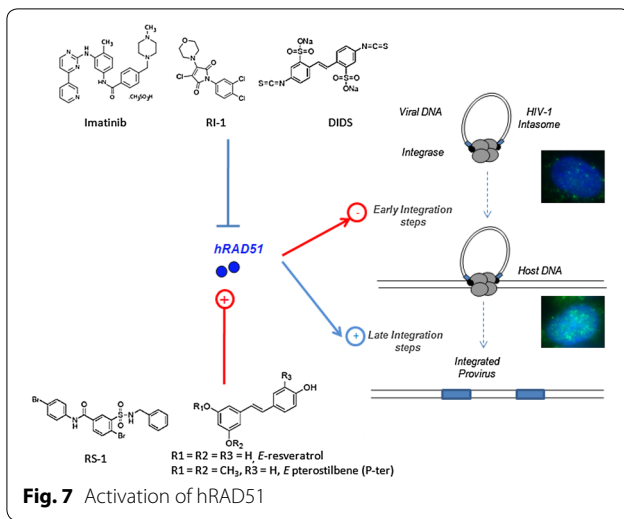 Imatinib
RI-1
DIDS
Viral DNA
HIV-1
Intasome
Integrase
Early Integration
steps
-
hRAD51
Host DNA
+
+
Late Integration
steps
Integrated
Provirus
RS-1
R1 = R2 = R3 = H, E-resveratrol
R1 = R2 = CH₃, R3 = H, E pterostilbene (P-ter)
Fig. 7 Activation of hRAD51